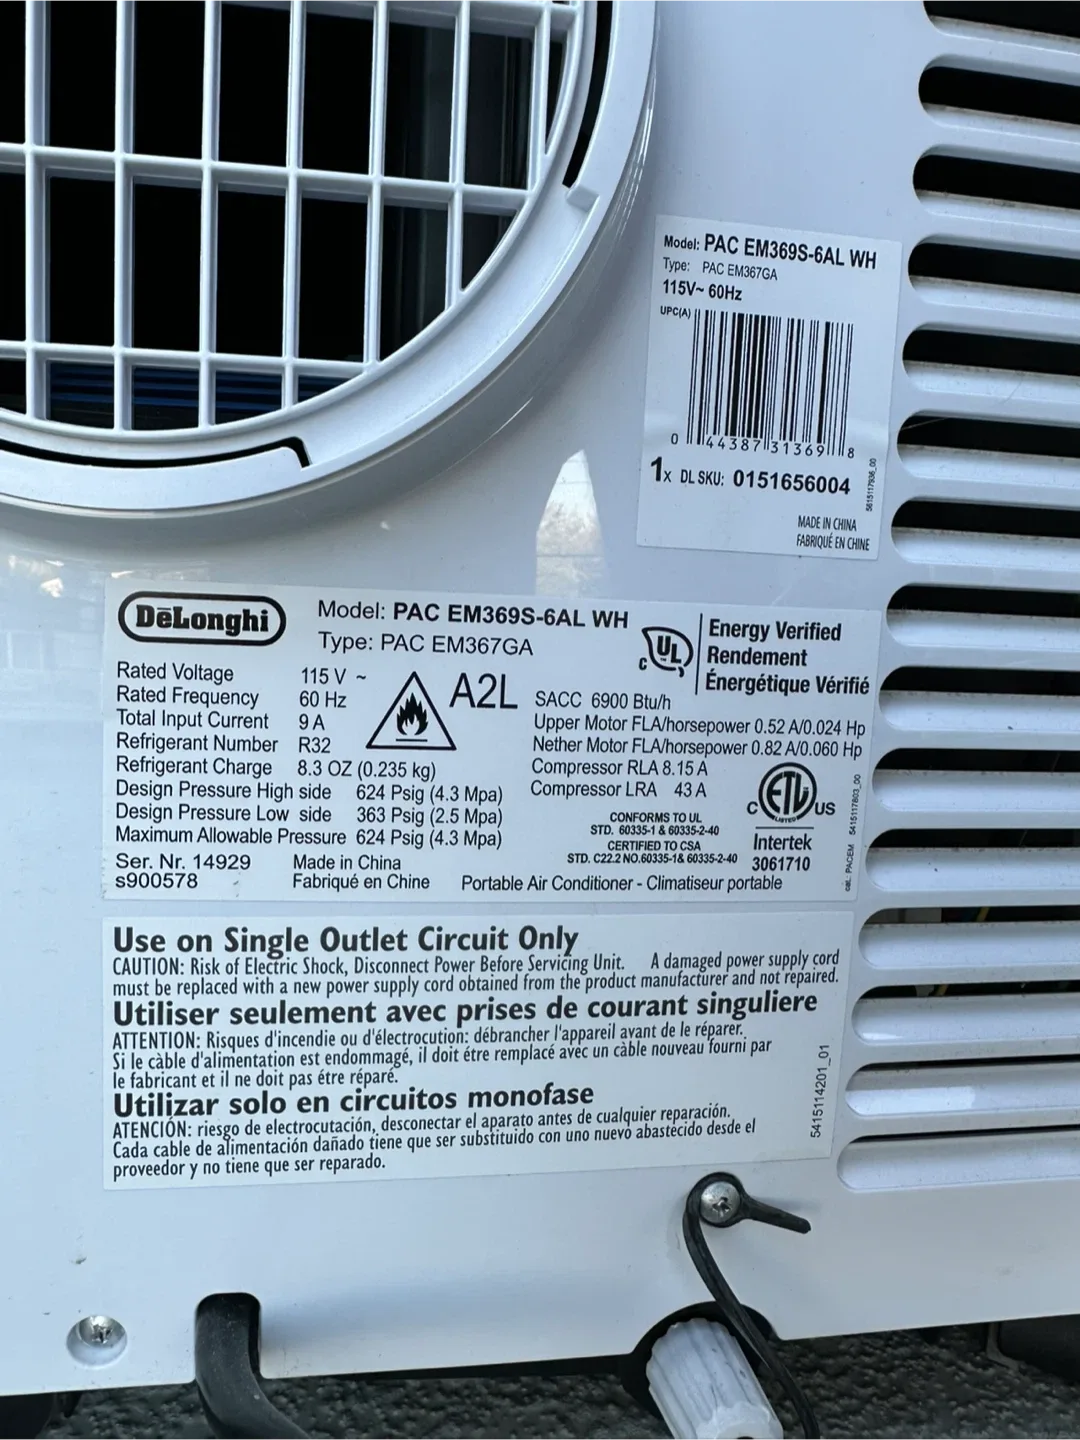 Model: PAC EM369S-6AL WH
Type: PAC EM367GA
115V~ 60Hz
UPC(A)
0 44387 31369 8
1x DL SKU: 0151656004
5615117936_00
MADE IN CHINA
FABRIQUÉ EN CHINE
DēLonghi
Model: PAC EM369S-6AL WH
Type: PAC EM367GA
C UL
Energy Verified
Rendement
Énergétique Vérifié
Rated Voltage 115 V ~
Rated Frequency 60 Hz
Total Input Current 9 A
Refrigerant Number R32
Refrigerant Charge 8.3 OZ (0.235 kg)
Design Pressure High side 624 Psig (4.3 Mpa)
Design Pressure Low side 363 Psig (2.5 Mpa)
Maximum Allowable Pressure 624 Psig (4.3 Mpa)
Ser. Nr. 14929
s900578
Made in China
Fabriqué en Chine
A2L
SACC 6900 Btu/h
Upper Motor FLA/horsepower 0.52 A/0.024 Hp
Nether Motor FLA/horsepower 0.82 A/0.060 Hp
Compressor RLA 8.15 A
Compressor LRA 43 A
CONFORMS TO UL
STD. 60335-1 & 60335-2-40
CERTIFIED TO CSA
STD. C22.2 NO.60335-1& 60335-2-40
C ETL US
LISTED
Intertek
3061710
Portable Air Conditioner - Climatiseur portable
cat.: PACEM 5415117803_00
Use on Single Outlet Circuit Only
CAUTION: Risk of Electric Shock, Disconnect Power Before Servicing Unit. A damaged power supply cord
must be replaced with a new power supply cord obtained from the product manufacturer and not repaired.
Utiliser seulement avec prises de courant singuliere
ATTENTION: Risques d'incendie ou d'électrocution: débrancher l'appareil avant de le réparer.
Si le càble d'alimentation est endommagé, il doit étre remplacé avec un càble nouveau fourni par
le fabricant et il ne doit pas étre réparé.
Utilizar solo en circuitos monofase
ATENCIÓN: riesgo de electrocutación, desconectar el aparato antes de cualquier reparación.
Cada cable de alimentación dañado tiene que ser substituido con uno nuevo abastecido desde el
proveedor y no tiene que ser reparado.
5415114201_01